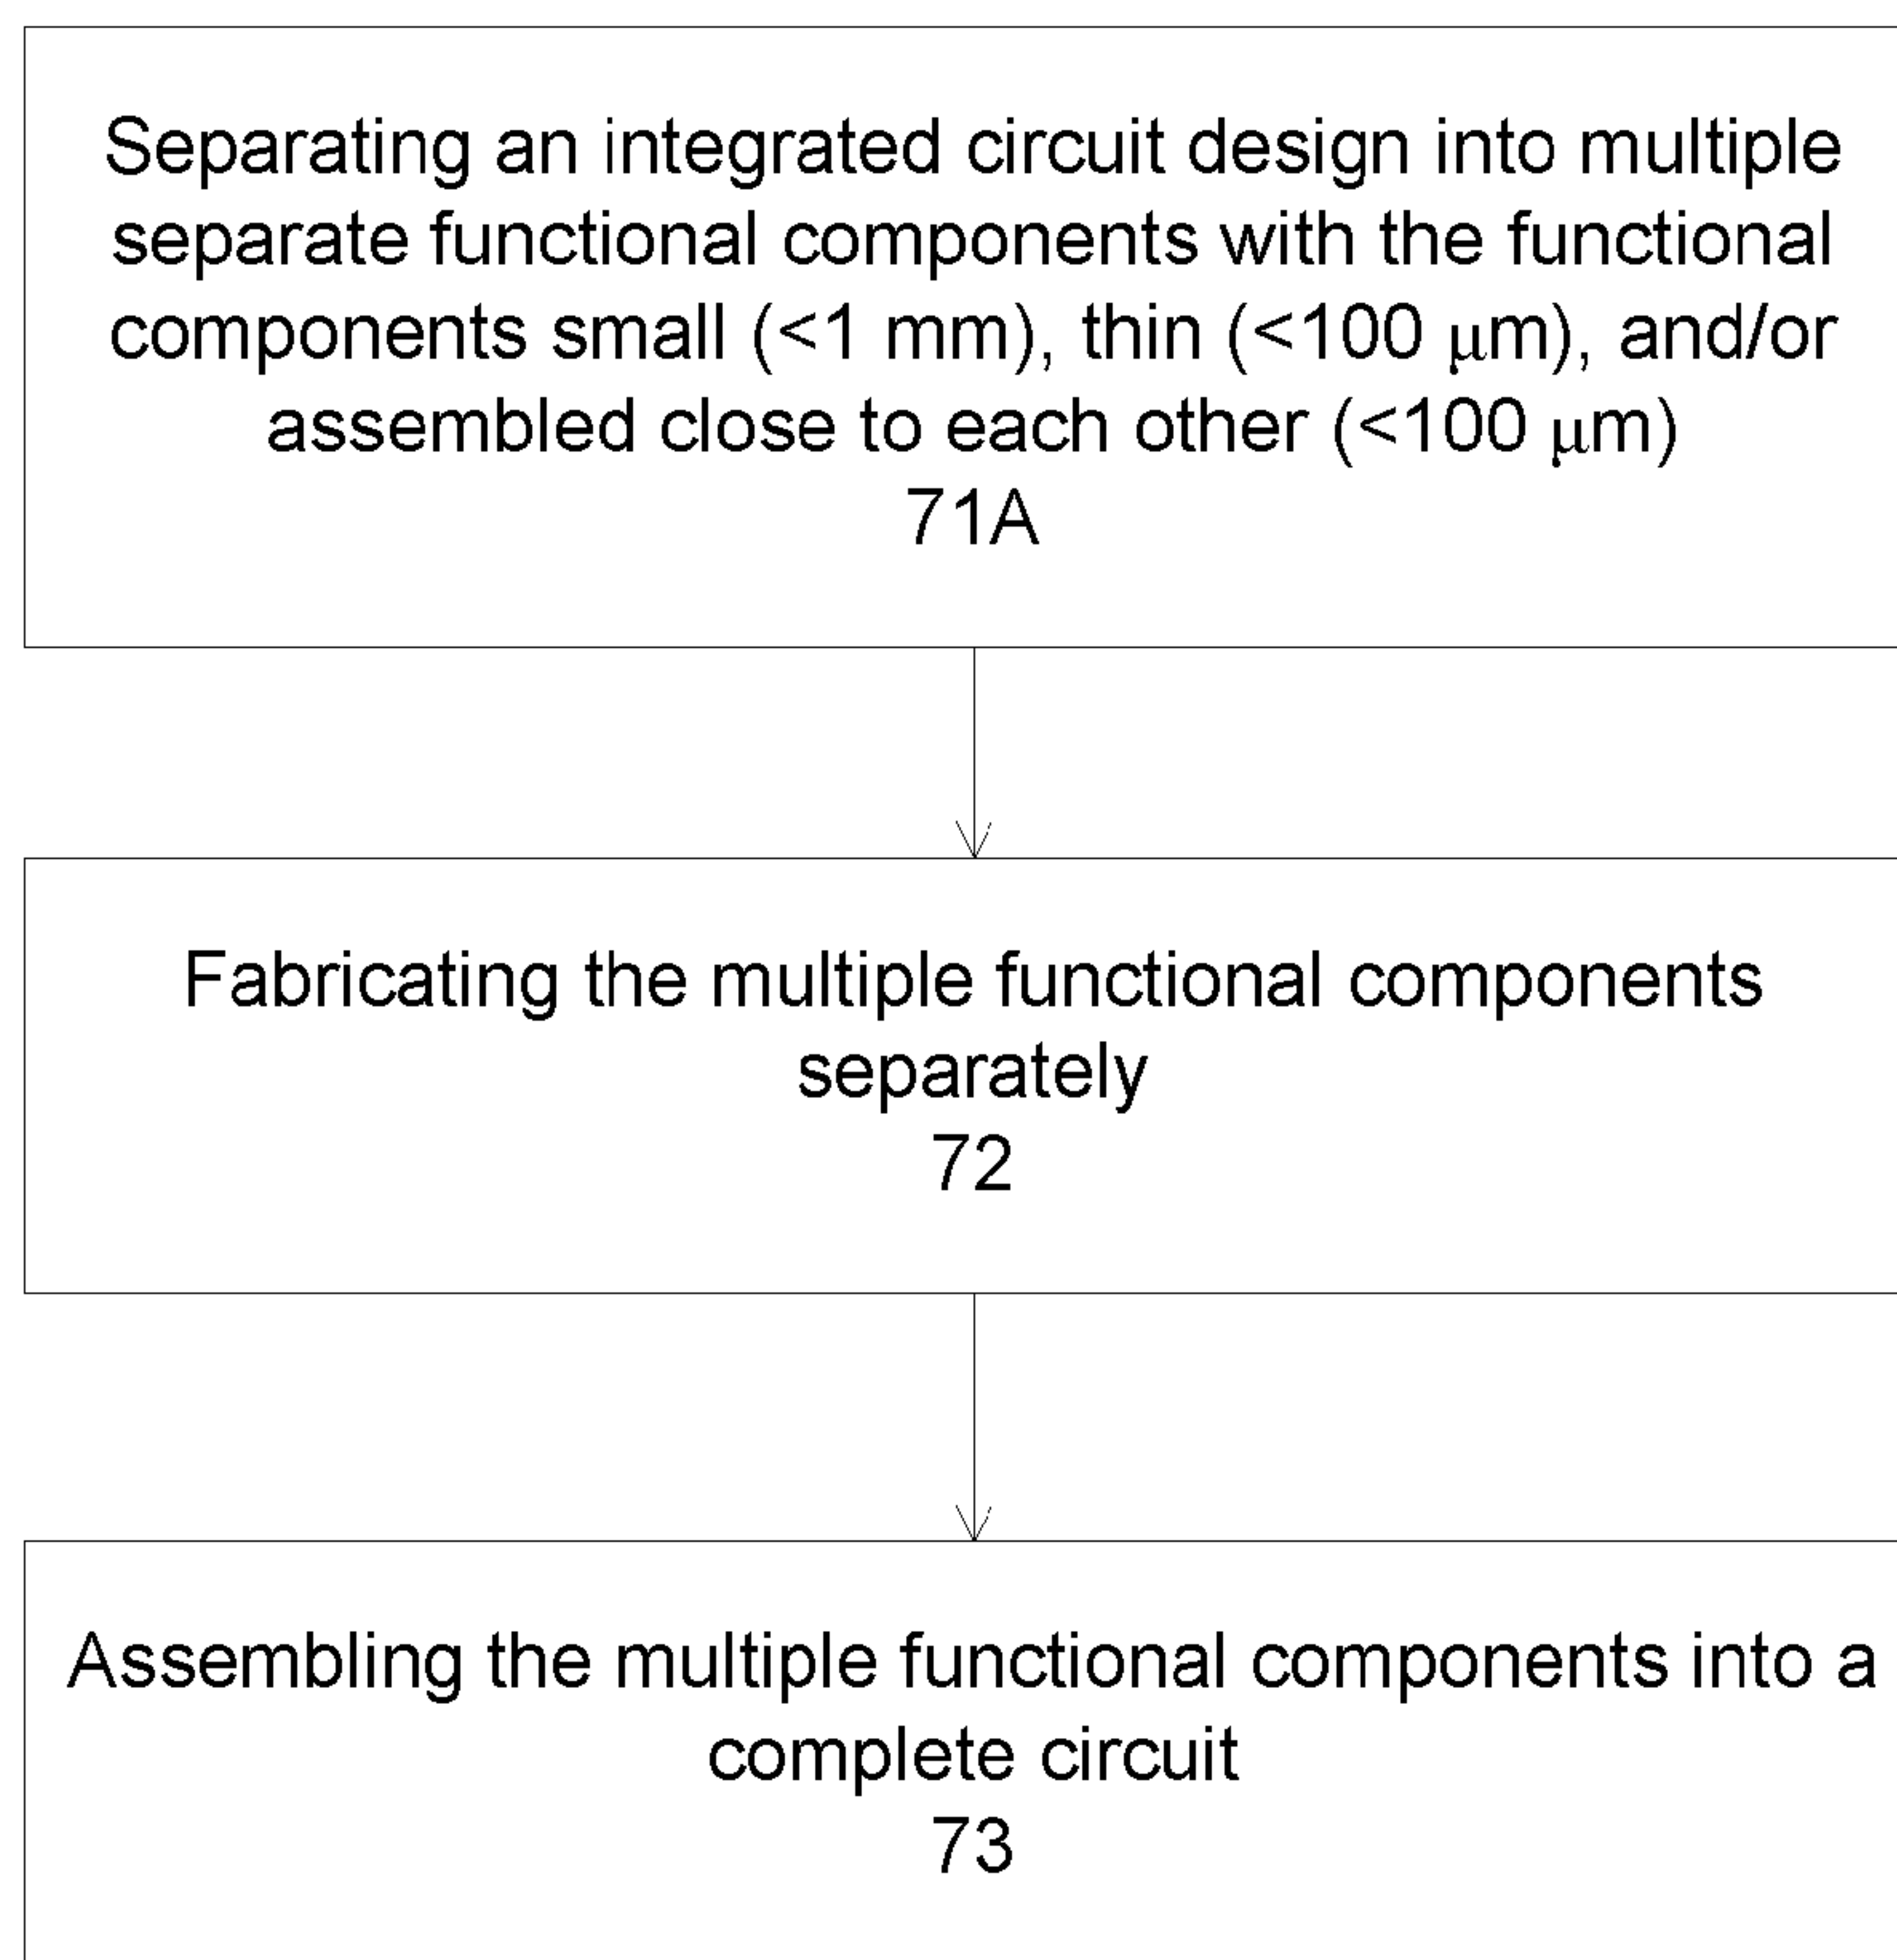 Separating an integrated circuit design into multiple
separate functional components with the functional
components small (<1 mm), thin (<100 μm), and/or
assembled close to each other (<100 μm)
71A
Fabricating the multiple functional components
separately
72
Assembling the multiple functional components into a
complete circuit
73